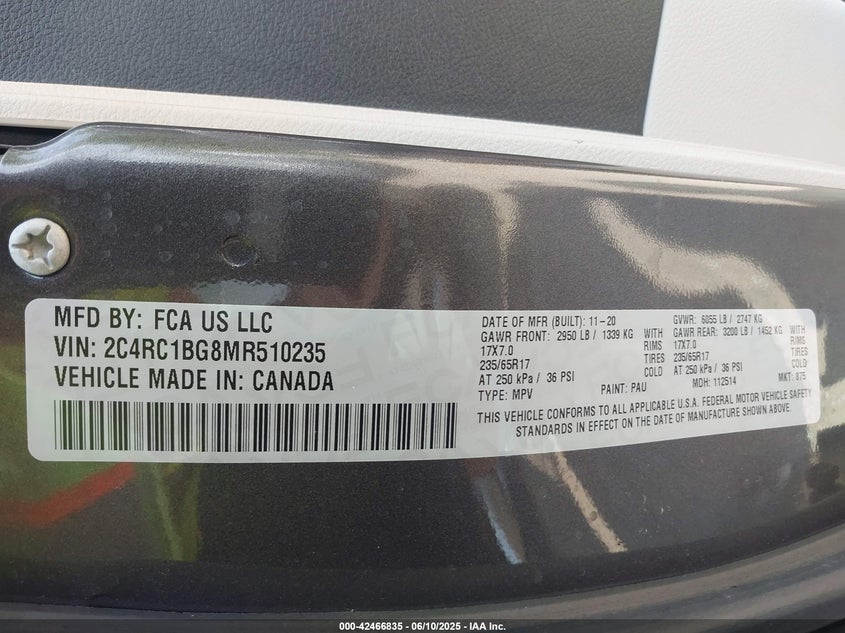 MFD BY: FCA US LLC
VIN: 2C4RC1BG8MR510235
VEHICLE MADE IN: CANADA
DATE OF MFR (BUILT): 11-20
GVWR: 6055 LB / 2747 KG
GAWR FRONT: 2950 LB / 1339 KG WITH
GAWR REAR: 3200 LB / 1452 KG WITH
17X7.0 RIMS
17X7.0 RIMS
235/65R17 TIRES
235/65R17 TIRES
AT 250 kPa / 36 PSI COLD
AT 250 kPa / 36 PSI COLD
TYPE: MPV PAINT: PAU MDH: 112514 MKT: 875
THIS VEHICLE CONFORMS TO ALL APPLICABLE U.S.A. FEDERAL MOTOR VEHICLE SAFETY
STANDARDS IN EFFECT ON THE DATE OF MANUFACTURE SHOWN ABOVE.
000-42466835 - 06/10/2025 - IAA Inc.